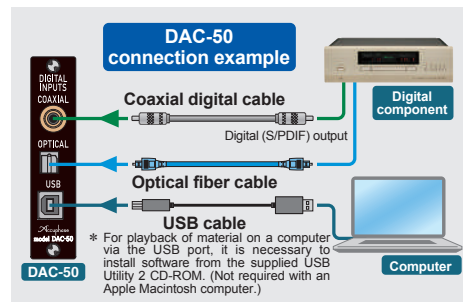 DAC-50
connection example
DIGITAL
INPUTS
COAXIAL
OPTICAL
USB
Accuphase
model DAC-50
DAC-50
Coaxial digital cable
Digital (S/PDIF) output
Digital
component
Optical fiber cable
USB cable
* For playback of material on a computer
via the USB port, it is necessary to
install software from the supplied USB
Utility 2 CD-ROM. (Not required with an
Apple Macintosh computer.)
Computer